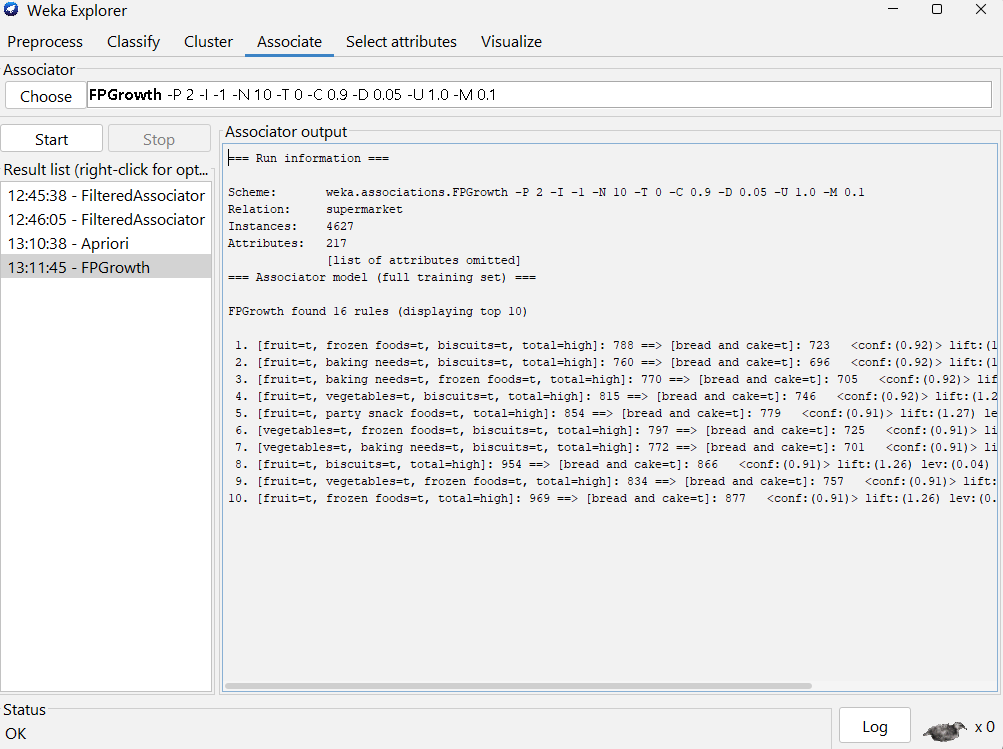 Weka Explorer
Preprocess Classify Cluster Associate Select attributes Visualize
Associator
Choose FPGrowth -P 2 -I -1 -N 10 -T 0 -C 0.9 -D 0.05 -U 1.0 -M 0.1
Start Stop
Result list (right-click for opt...
12:45:38 - FilteredAssociator
12:46:05 - FilteredAssociator
13:10:38 - Apriori
13:11:45 - FPGrowth
Associator output
=== Run information ===
Scheme: weka.associations.FPGrowth -P 2 -I -1 -N 10 -T 0 -C 0.9 -D 0.05 -U 1.0 -M 0.1
Relation: supermarket
Instances: 4627
Attributes: 217
[list of attributes omitted]
=== Associator model (full training set) ===
FPGrowth found 16 rules (displaying top 10)
1. [fruit=t, frozen foods=t, biscuits=t, total=high]: 788 ==> [bread and cake=t]: 723 <conf:(0.92)> lift:(1
2. [fruit=t, baking needs=t, biscuits=t, total=high]: 760 ==> [bread and cake=t]: 696 <conf:(0.92)> lift:(1
3. [fruit=t, baking needs=t, frozen foods=t, total=high]: 770 ==> [bread and cake=t]: 705 <conf:(0.92)> lif
4. [fruit=t, vegetables=t, biscuits=t, total=high]: 815 ==> [bread and cake=t]: 746 <conf:(0.92)> lift:(1.2
5. [fruit=t, party snack foods=t, total=high]: 854 ==> [bread and cake=t]: 779 <conf:(0.91)> lift:(1.27) le
6. [vegetables=t, frozen foods=t, biscuits=t, total=high]: 797 ==> [bread and cake=t]: 725 <conf:(0.91)> li
7. [vegetables=t, baking needs=t, biscuits=t, total=high]: 772 ==> [bread and cake=t]: 701 <conf:(0.91)> li
8. [fruit=t, biscuits=t, total=high]: 954 ==> [bread and cake=t]: 866 <conf:(0.91)> lift:(1.26) lev:(0.04)
9. [fruit=t, vegetables=t, frozen foods=t, total=high]: 834 ==> [bread and cake=t]: 757 <conf:(0.91)> lift:
10. [fruit=t, frozen foods=t, total=high]: 969 ==> [bread and cake=t]: 877 <conf:(0.91)> lift:(1.26) lev:(0.
Status
OK
Log x 0